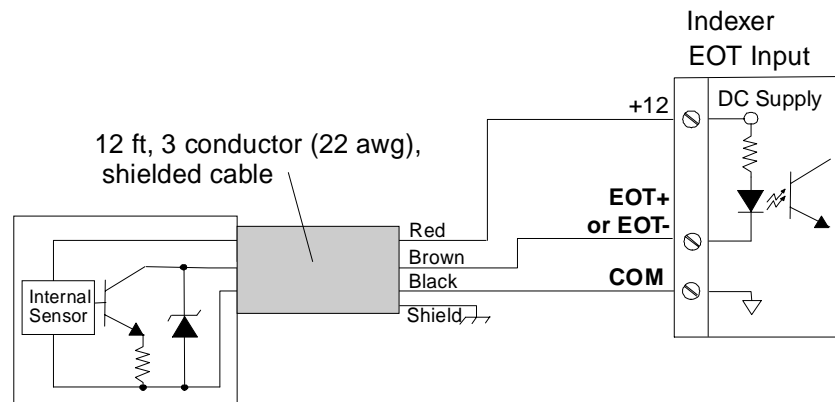 Indexer
EOT Input
+12
DC Supply
12 ft, 3 conductor (22 awg),
shielded cable
EOT+
or EOT-
Red
Brown
Black
COM
Shield
Internal
Sensor